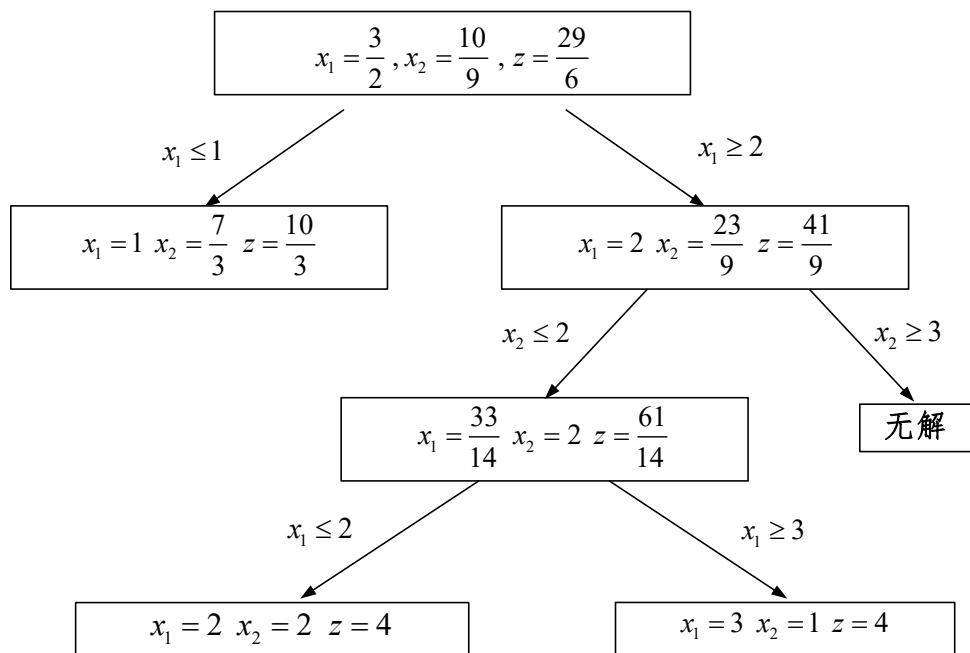 x₁ = 3/2 , x₂ = 10/9 , z = 29/6
x₁ ≤ 1
x₁ ≥ 2
x₁ = 1 x₂ = 7/3 z = 10/3
x₁ = 2 x₂ = 23/9 z = 41/9
x₂ ≤ 2
x₂ ≥ 3
x₁ = 33/14 x₂ = 2 z = 61/14
无解
x₁ ≤ 2
x₁ ≥ 3
x₁ = 2 x₂ = 2 z = 4
x₁ = 3 x₂ = 1 z = 4